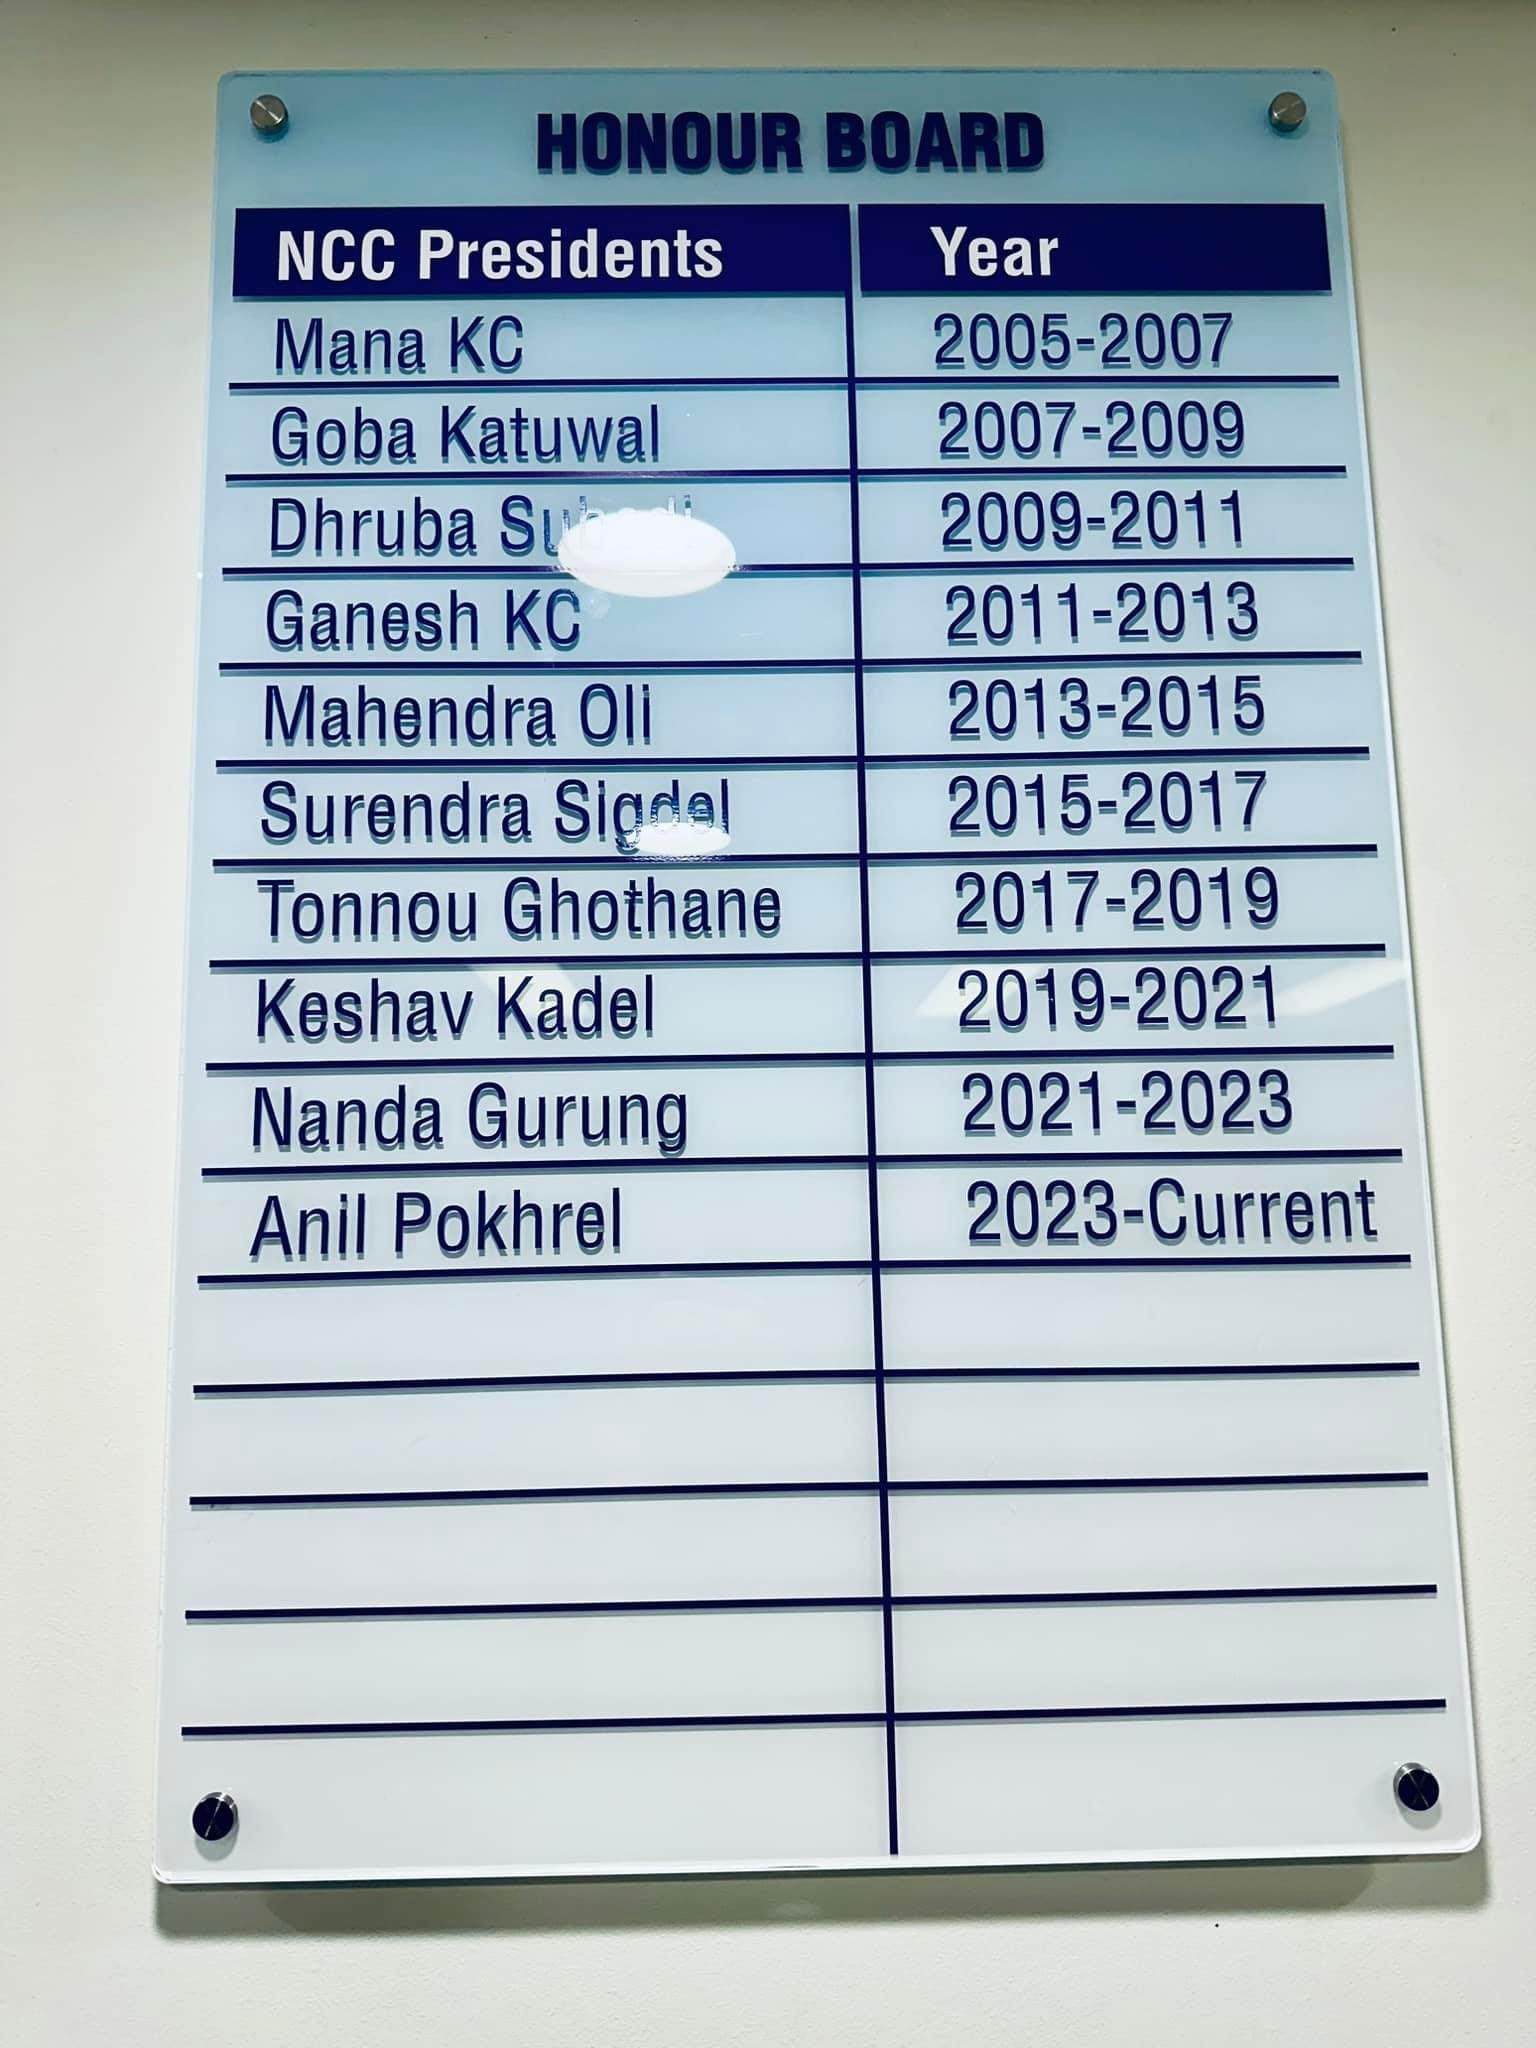 HONOUR BOARD
NCC Presidents Year
Mana KC 2005-2007
Goba Katuwal 2007-2009
Dhruba 2009-2011
Ganesh KC 2011-2013
Mahendra Oli 2013-2015
Surendra Sigdel 2015-2017
Tonnou Ghothane 2017-2019
Keshav Kadel 2019-2021
Nanda Gurung 2021-2023
Anil Pokhrel 2023-Current